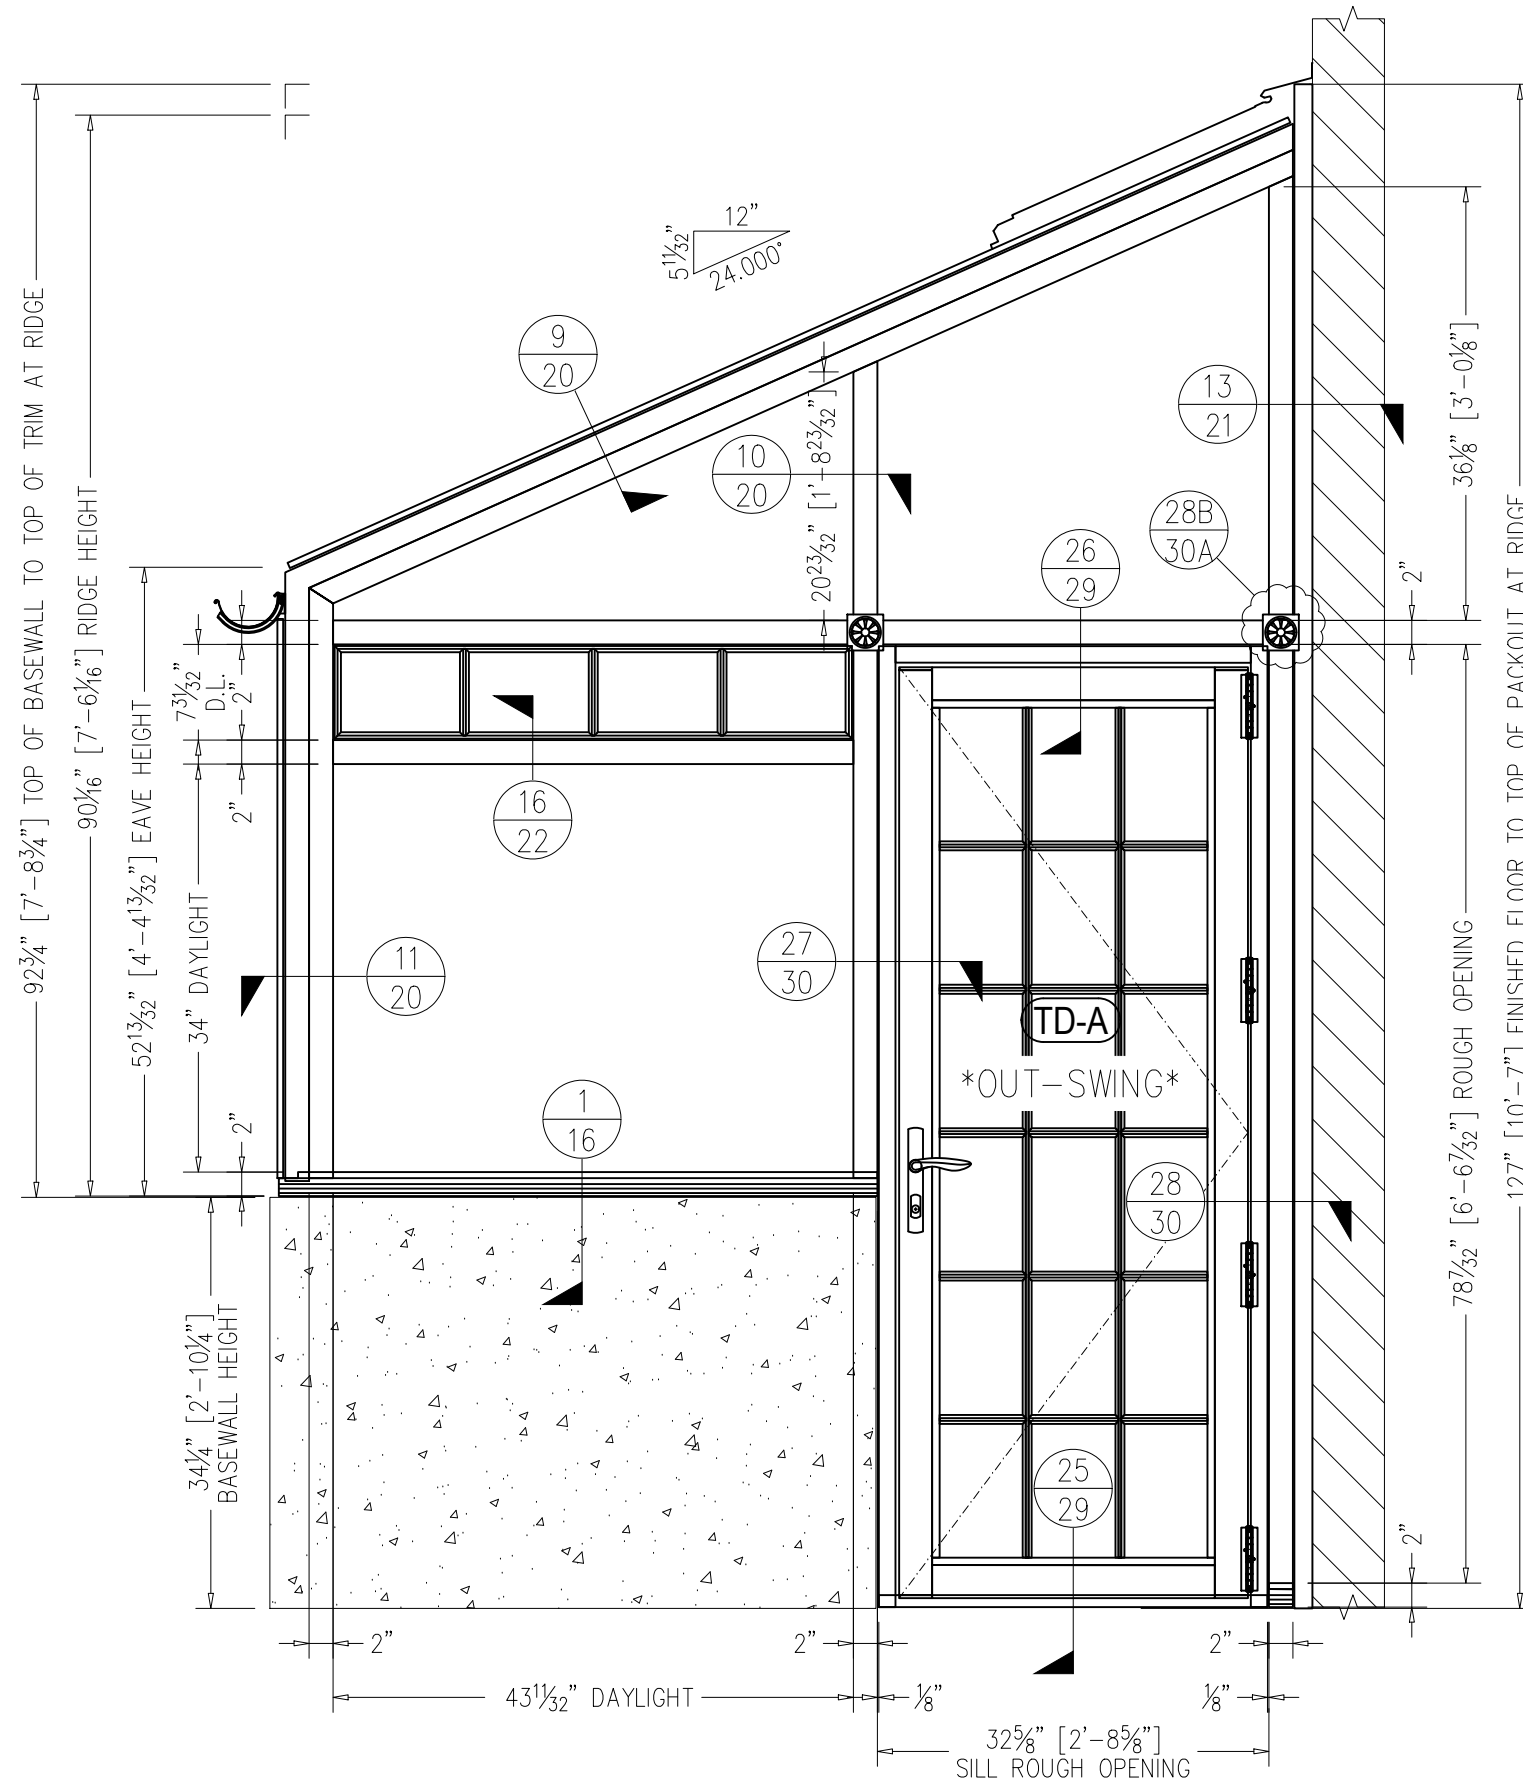 92¾" [7'-8¾"] TOP OF BASEWALL TO TOP OF TRIM AT RIDGE
90¹⁄₁₆" [7'-6¹⁄₁₆"] RIDGE HEIGHT
52¹³⁄₃₂" [4'-4¹³⁄₃₂"] EAVE HEIGHT
7³¹⁄₃₂"
D.L.
2"
2"
34" DAYLIGHT
2"
34¼" [2'-10¼"]
BASEWALL HEIGHT
12"
5¹¹⁄₃₂"
24.000°
9
20
10
20
20²³⁄₃₂" [1'-8²³⁄₃₂"]
13
21
28B
30A
26
29
16
22
11
20
27
30
TD-A
*OUT-SWING*
1
16
28
30
25
29
36⅛" [3'-0⅛"]
2"
78⁷⁄₃₂" [6'-6⁷⁄₃₂"] ROUGH OPENING
2"
127" [10'-7"] FINISHED FLOOR TO TOP OF PACKOUT AT RIDGE
2"
2"
2"
43¹¹⁄₃₂" DAYLIGHT
⅛"
⅛"
32⅝" [2'-8⅝"]
SILL ROUGH OPENING